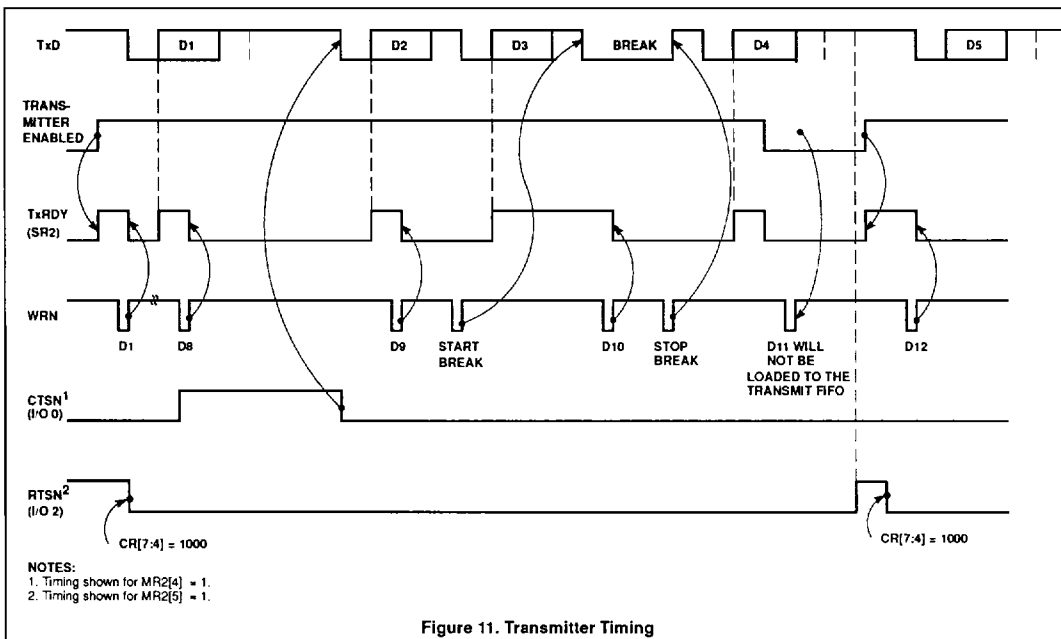 TxD
D1
D2
D3
BREAK
D4
D5
TRANS-
MITTER
ENABLED
TxRDY
(SR2)
WRN
D1
D8
D9
START
BREAK
D10
STOP
BREAK
D11 WILL
NOT BE
LOADED TO THE
TRANSMIT FIFO
D12
CTSN1
(I/O 0)
RTSN2
(I/O 2)
CR[7:4] = 1000
CR[7:4] = 1000
NOTES:
1. Timing shown for MR2[4] = 1.
2. Timing shown for MR2[5] = 1.
Figure 11. Transmitter Timing